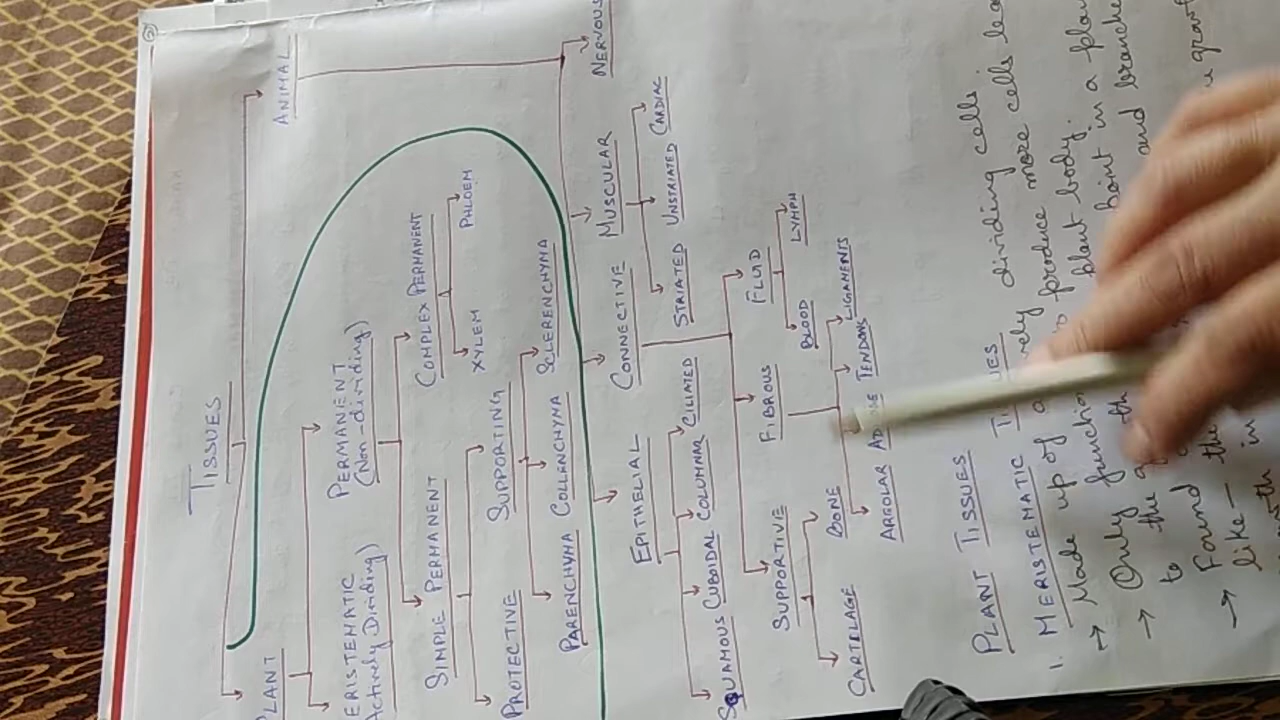 TISSUES
PLANT ANIMAL
MERISTEMATIC PERMANENT
(Actively Dividing) (Non-dividing)
SIMPLE PERMANENT COMPLEX PERMANENT
PROTECTIVE SUPPORTING XYLEM PHLOEM
PARENCHYMA COLLENCHYMA SCLERENCHYMA
EPITHELIAL CONNECTIVE MUSCULAR NERVOUS
SQUAMOUS CUBOIDAL COLUMNAR CILIATED STRIATED UNSTRIATED CARDIAC
SUPPORTIVE FIBROUS FLUID
CARTILAGE BONE BLOOD LYMPH
AREOLAR TENDONS LIGAMENTS
PLANT TISSUES
1. MERISTEMATIC
→ Made up of dividing cells.
function produce more cells
→ Only the plant body.
to the point in a plant
→ Found the and branches
like— in